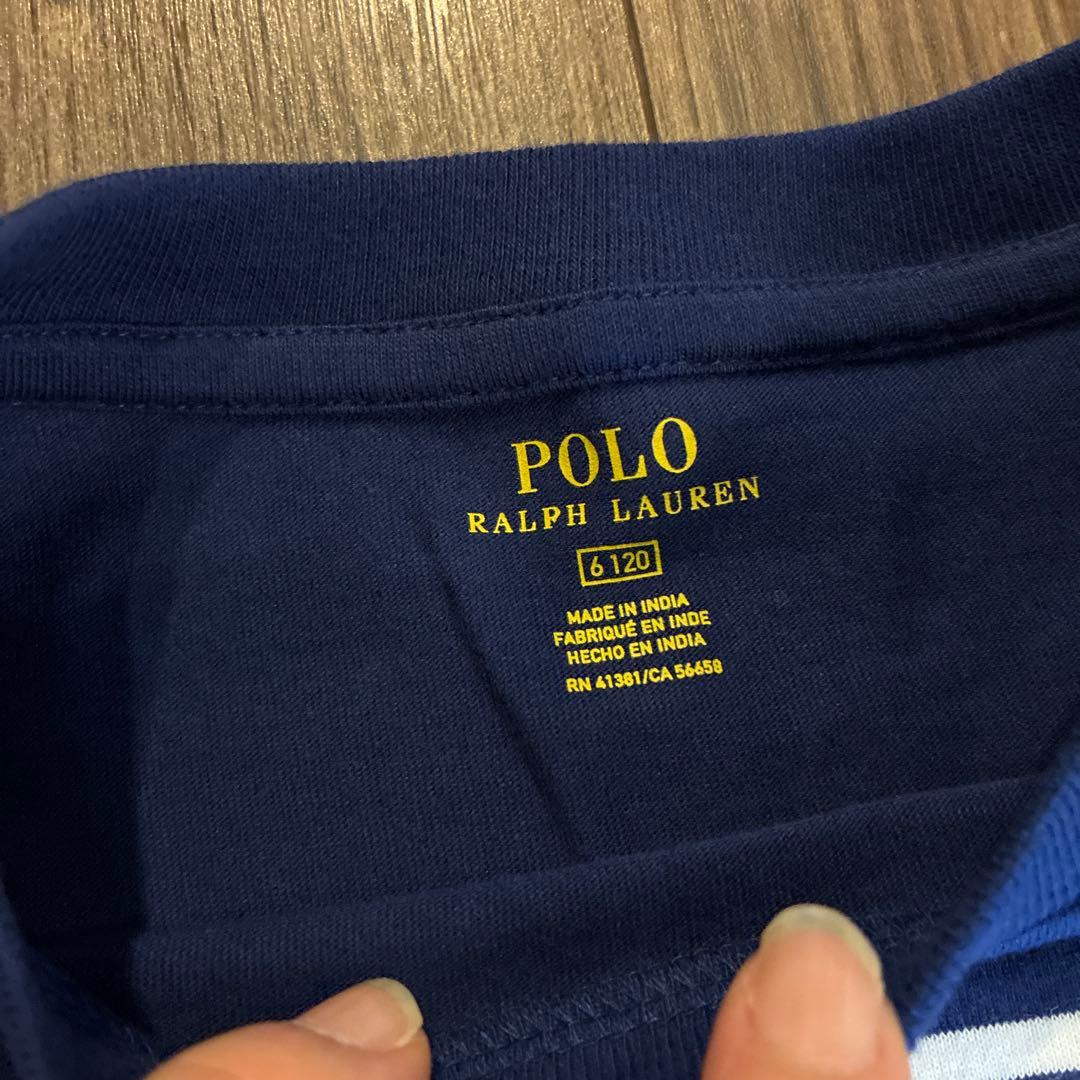 POLO
RALPH LAUREN
6 120
MADE IN INDIA
FABRIQUÉ EN INDE
HECHO EN INDIA
RN 41381/CA 56658